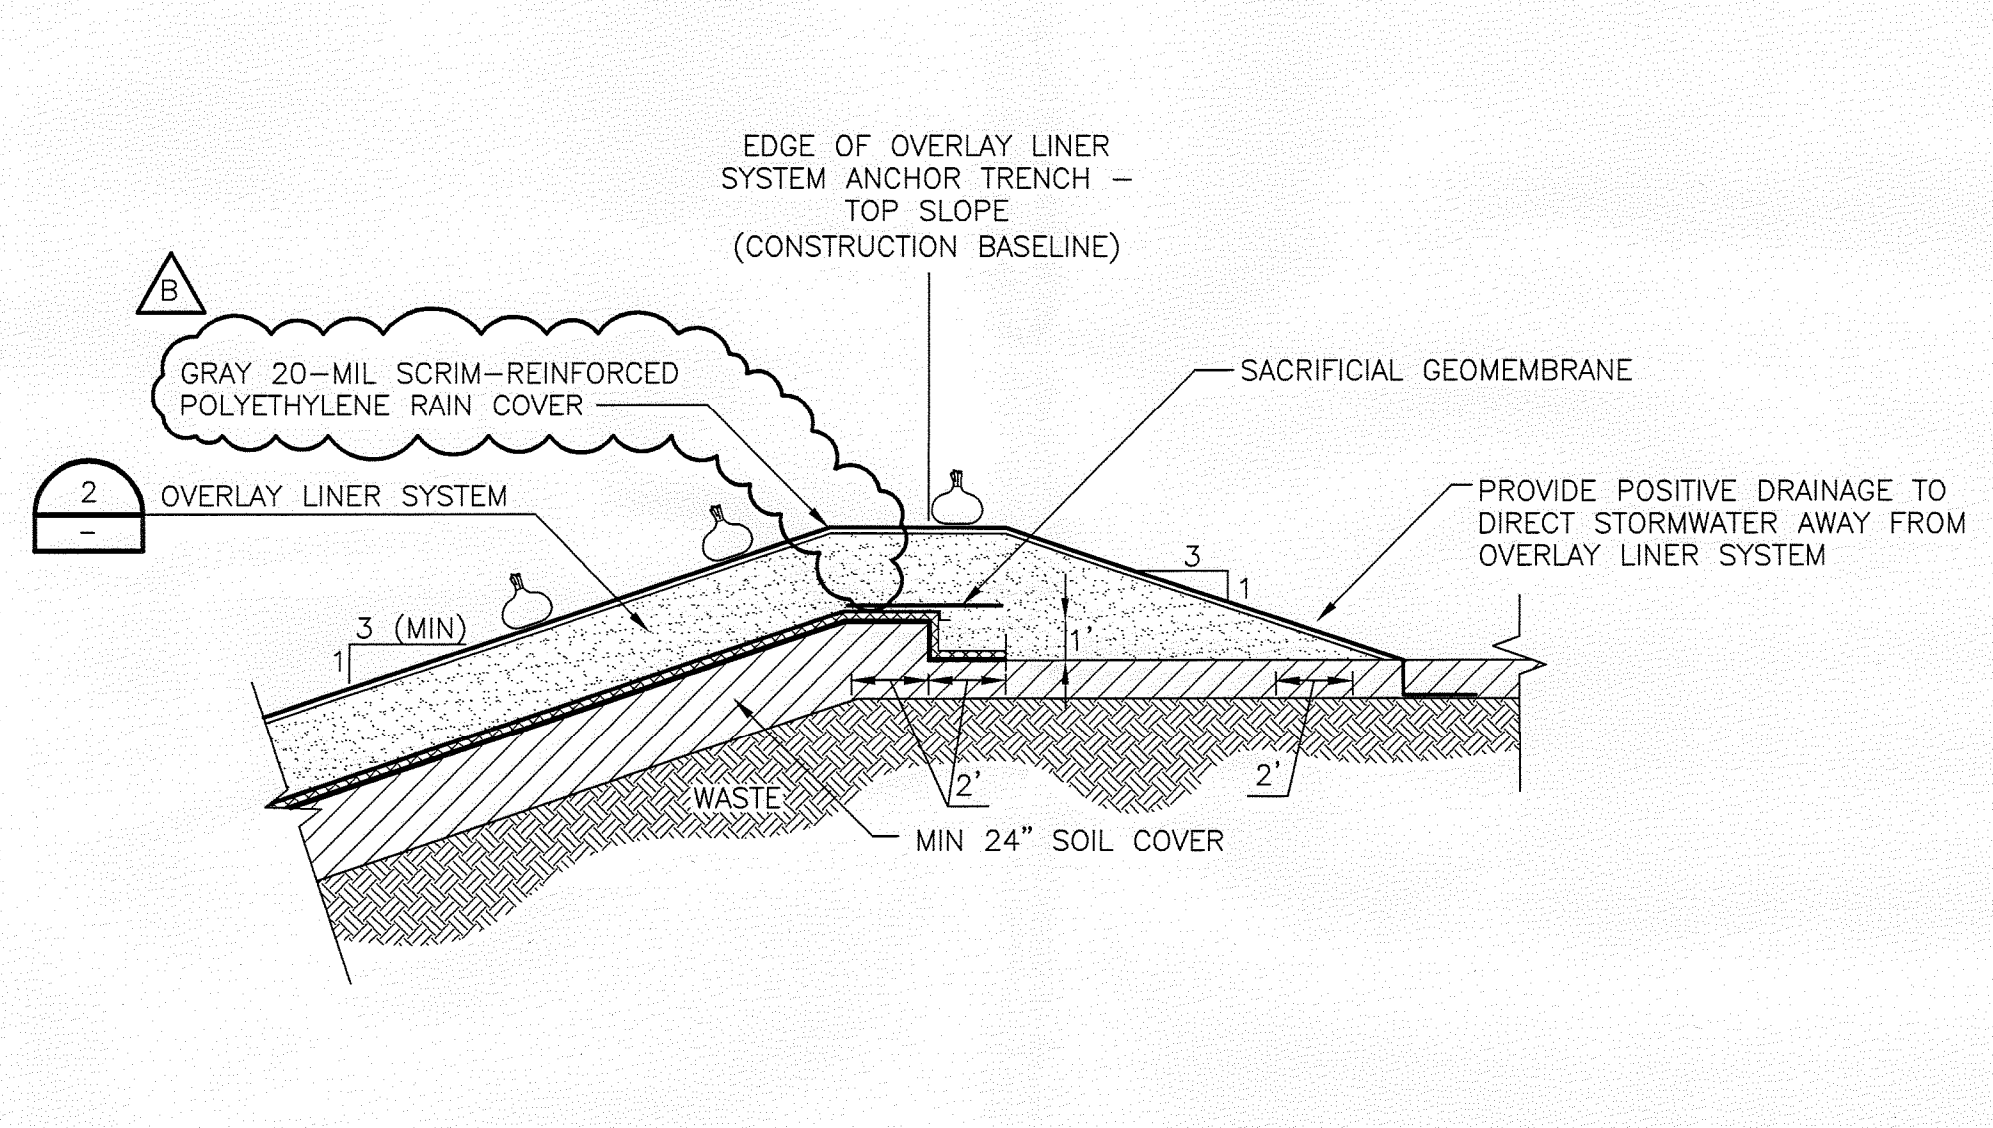 EDGE OF OVERLAY LINER
SYSTEM ANCHOR TRENCH –
TOP SLOPE
(CONSTRUCTION BASELINE)
B
GRAY 20–MIL SCRIM–REINFORCED
POLYETHYLENE RAIN COVER
SACRIFICIAL GEOMEMBRANE
2
–
OVERLAY LINER SYSTEM
PROVIDE POSITIVE DRAINAGE TO
DIRECT STORMWATER AWAY FROM
OVERLAY LINER SYSTEM
3
1
3 (MIN)
1
1'
2'
2'
WASTE
MIN 24" SOIL COVER